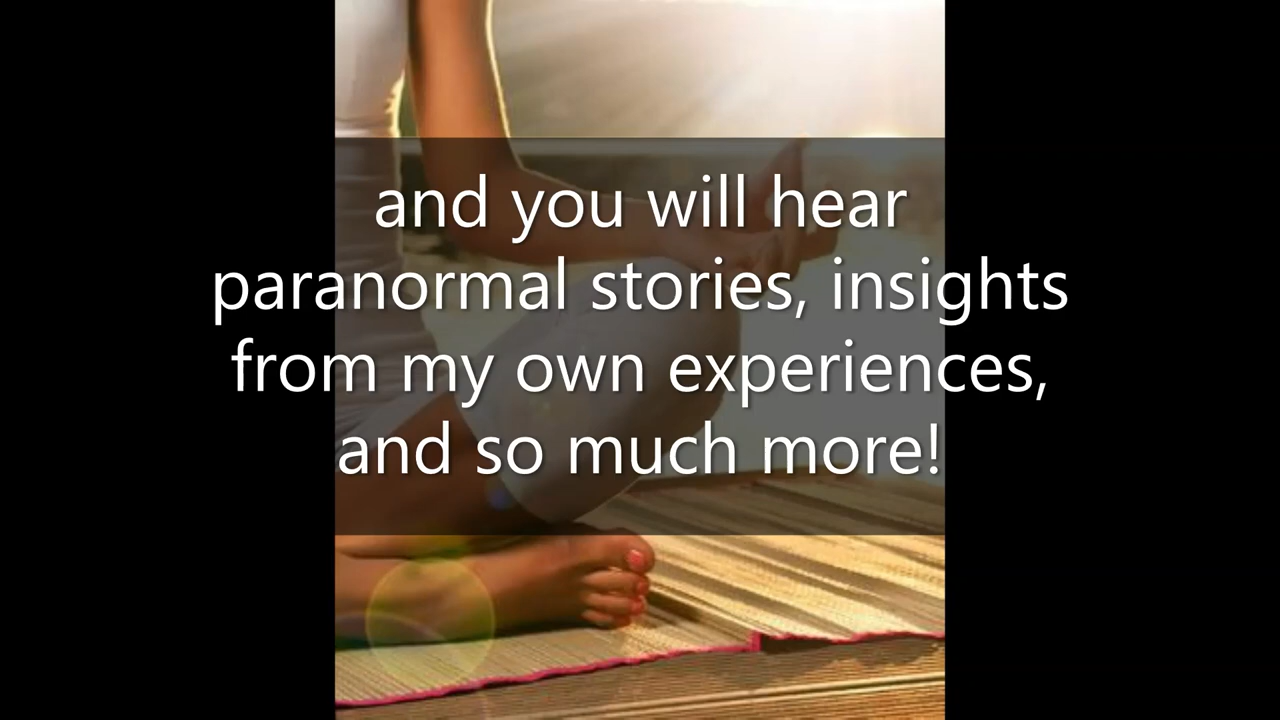 and you will hear
paranormal stories, insights
from my own experiences,
and so much more!